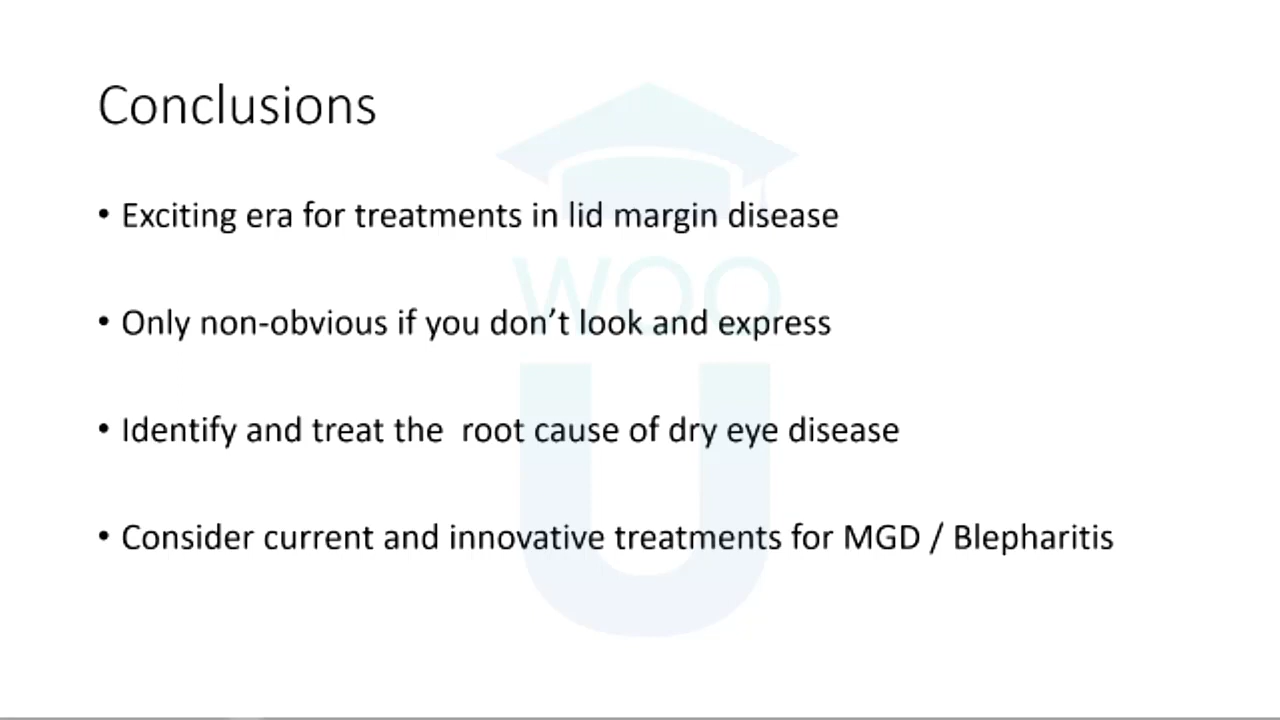 Conclusions
• Exciting era for treatments in lid margin disease
• Only non-obvious if you don’t look and express
• Identify and treat the  root cause of dry eye disease
• Consider current and innovative treatments for MGD / Blepharitis
WOO
U